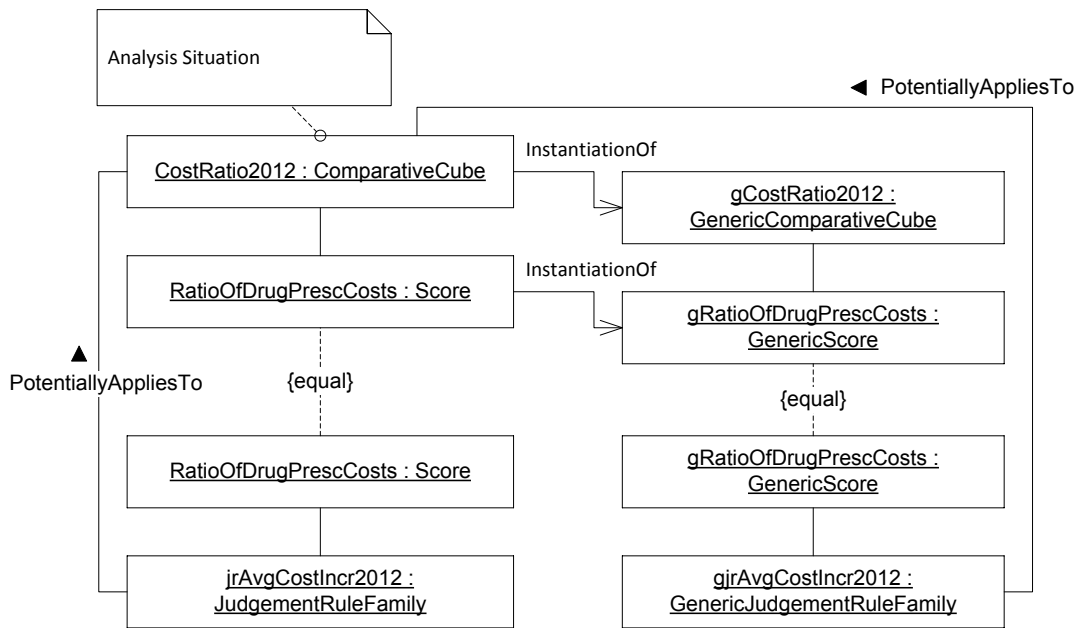 Analysis Situation
◄ PotentiallyAppliesTo
CostRatio2012 : ComparativeCube
InstantiationOf
gCostRatio2012 :
GenericComparativeCube
RatioOfDrugPrescCosts : Score
InstantiationOf
gRatioOfDrugPrescCosts :
GenericScore
▲
PotentiallyAppliesTo
{equal}
{equal}
RatioOfDrugPrescCosts : Score
gRatioOfDrugPrescCosts :
GenericScore
jrAvgCostIncr2012 :
JudgementRuleFamily
gjrAvgCostIncr2012 :
GenericJudgementRuleFamily